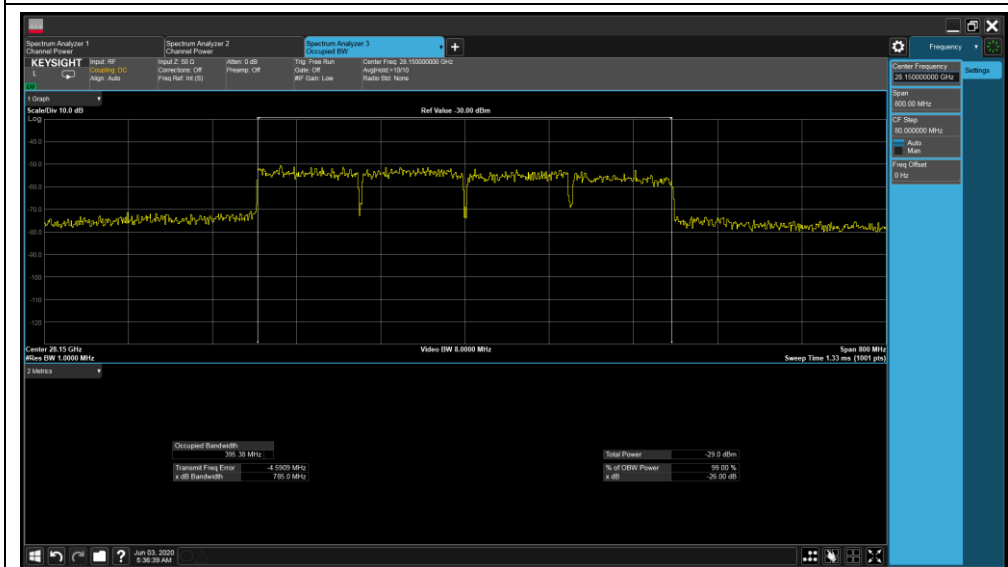 Spectrum Analyzer 1
Channel Power
Spectrum Analyzer 2
Channel Power
Spectrum Analyzer 3
Occupied BW
+
Frequency
KEYSIGHT
L
Input: RF
Coupling: DC
Align: Auto
Input Z: 50 Ω
Corrections: Off
Freq Ref: Int (S)
Atten: 0 dB
Preamp: Off
Trig: Free Run
Gate: Off
#IF Gain: Low
Center Freq: 28.150000000 GHz
Avg|Hold:>10/10
Radio Std: None
Center Frequency
28.150000000 GHz
Settings
Span
800.00 MHz
CF Step
80.000000 MHz
Auto
Man
Freq Offset
0 Hz
1 Graph
Scale/Div 10.0 dB
Ref Value -30.00 dBm
Log
-40.0
-50.0
-60.0
-70.0
-80.0
-90.0
-100
-110
-120
Center 28.15 GHz
#Res BW 1.0000 MHz
Video BW 8.0000 MHz
Span 800 MHz
Sweep Time 1.33 ms (1001 pts)
2 Metrics
Occupied Bandwidth
395.38 MHz
Total Power -29.0 dBm
Transmit Freq Error -4.5909 MHz
% of OBW Power 99.00 %
x dB Bandwidth 785.0 MHz
x dB -26.00 dB
?
Jun 03, 2020
5:36:39 AM